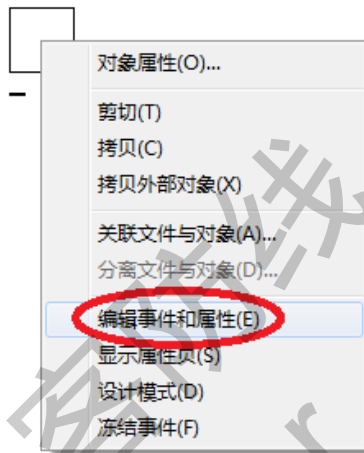 对象属性(O)...
剪切(T)
拷贝(C)
拷贝外部对象(X)
关联文件与对象(A)...
分离文件与对象(D)...
编辑事件和属性(E)
显示属性页(S)
设计模式(D)
冻结事件(F)